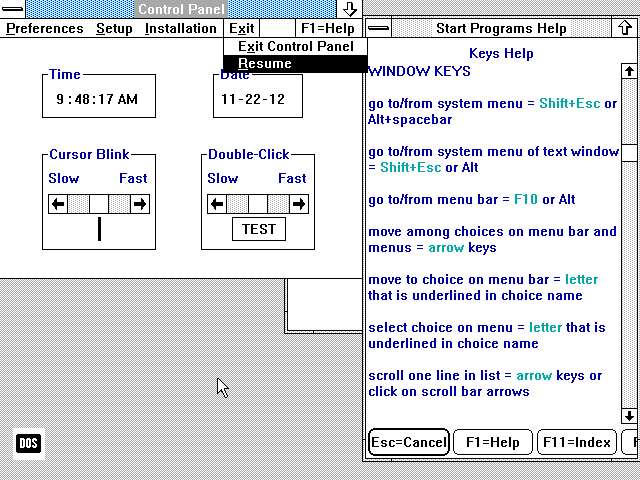 Control Panel
Preferences Setup Installation Exit F1=Help
Exit Control Panel
Resume
Time
9:48:17 AM
Date
11-22-12
Cursor Blink
Slow Fast
Double-Click
Slow Fast
TEST
DOS
Start Programs Help
Keys Help
WINDOW KEYS
go to/from system menu = Shift+Esc or
Alt+spacebar
go to/from system menu of text window
= Shift+Esc or Alt
go to/from menu bar = F10 or Alt
move among choices on menu bar and
menus = arrow keys
move to choice on menu bar = letter
that is underlined in choice name
select choice on menu = letter that is
underlined in choice name
scroll one line in list = arrow keys or
click on scroll bar arrows
Esc=Cancel F1=Help F11=Index